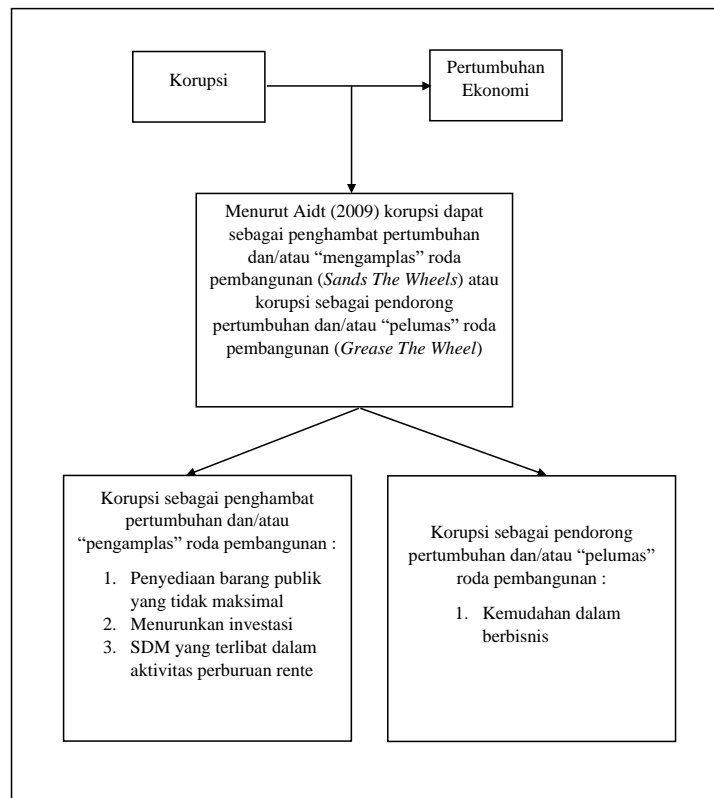 Korupsi
Pertumbuhan
Ekonomi
Menurut Aidt (2009) korupsi dapat
sebagai penghambat pertumbuhan
dan/atau “mengamplas” roda
pembangunan (Sands The Wheels) atau
korupsi sebagai pendorong
pertumbuhan dan/atau “pelumas” roda
pembangunan (Grease The Wheel)
Korupsi sebagai penghambat
pertumbuhan dan/atau
“pengamplas” roda pembangunan :
1. Penyediaan barang publik
yang tidak maksimal
2. Menurunkan investasi
3. SDM yang terlibat dalam
aktivitas perburuan rente
Korupsi sebagai pendorong
pertumbuhan dan/atau “pelumas”
roda pembangunan :
1. Kemudahan dalam
berbisnis